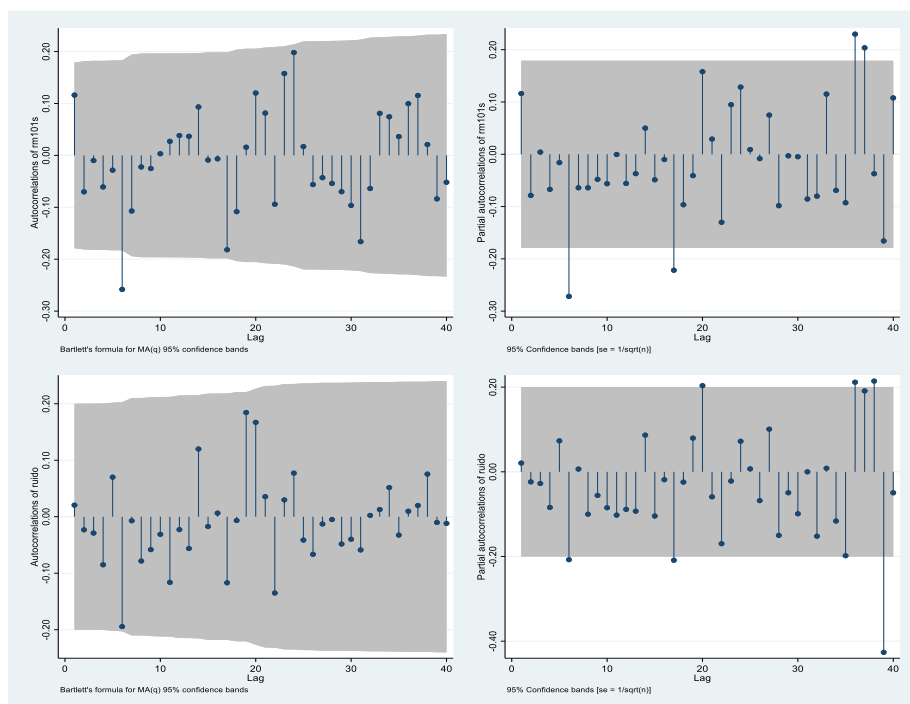 Autocorrelations of rm101s
0.20
0.10
0.00
-0.10
-0.20
-0.30
0 10 20 30 40
Lag
Bartlett's formula for MA(q) 95% confidence bands
Partial autocorrelations of rm101s
0.20
0.10
0.00
-0.10
-0.20
-0.30
0 10 20 30 40
Lag
95% Confidence bands [se = 1/sqrt(n)]
Autocorrelations of ruido
0.20
0.10
0.00
-0.10
-0.20
0 10 20 30 40
Lag
Bartlett's formula for MA(q) 95% confidence bands
Partial autocorrelations of ruido
0.20
0.00
-0.20
-0.40
0 10 20 30 40
Lag
95% Confidence bands [se = 1/sqrt(n)]